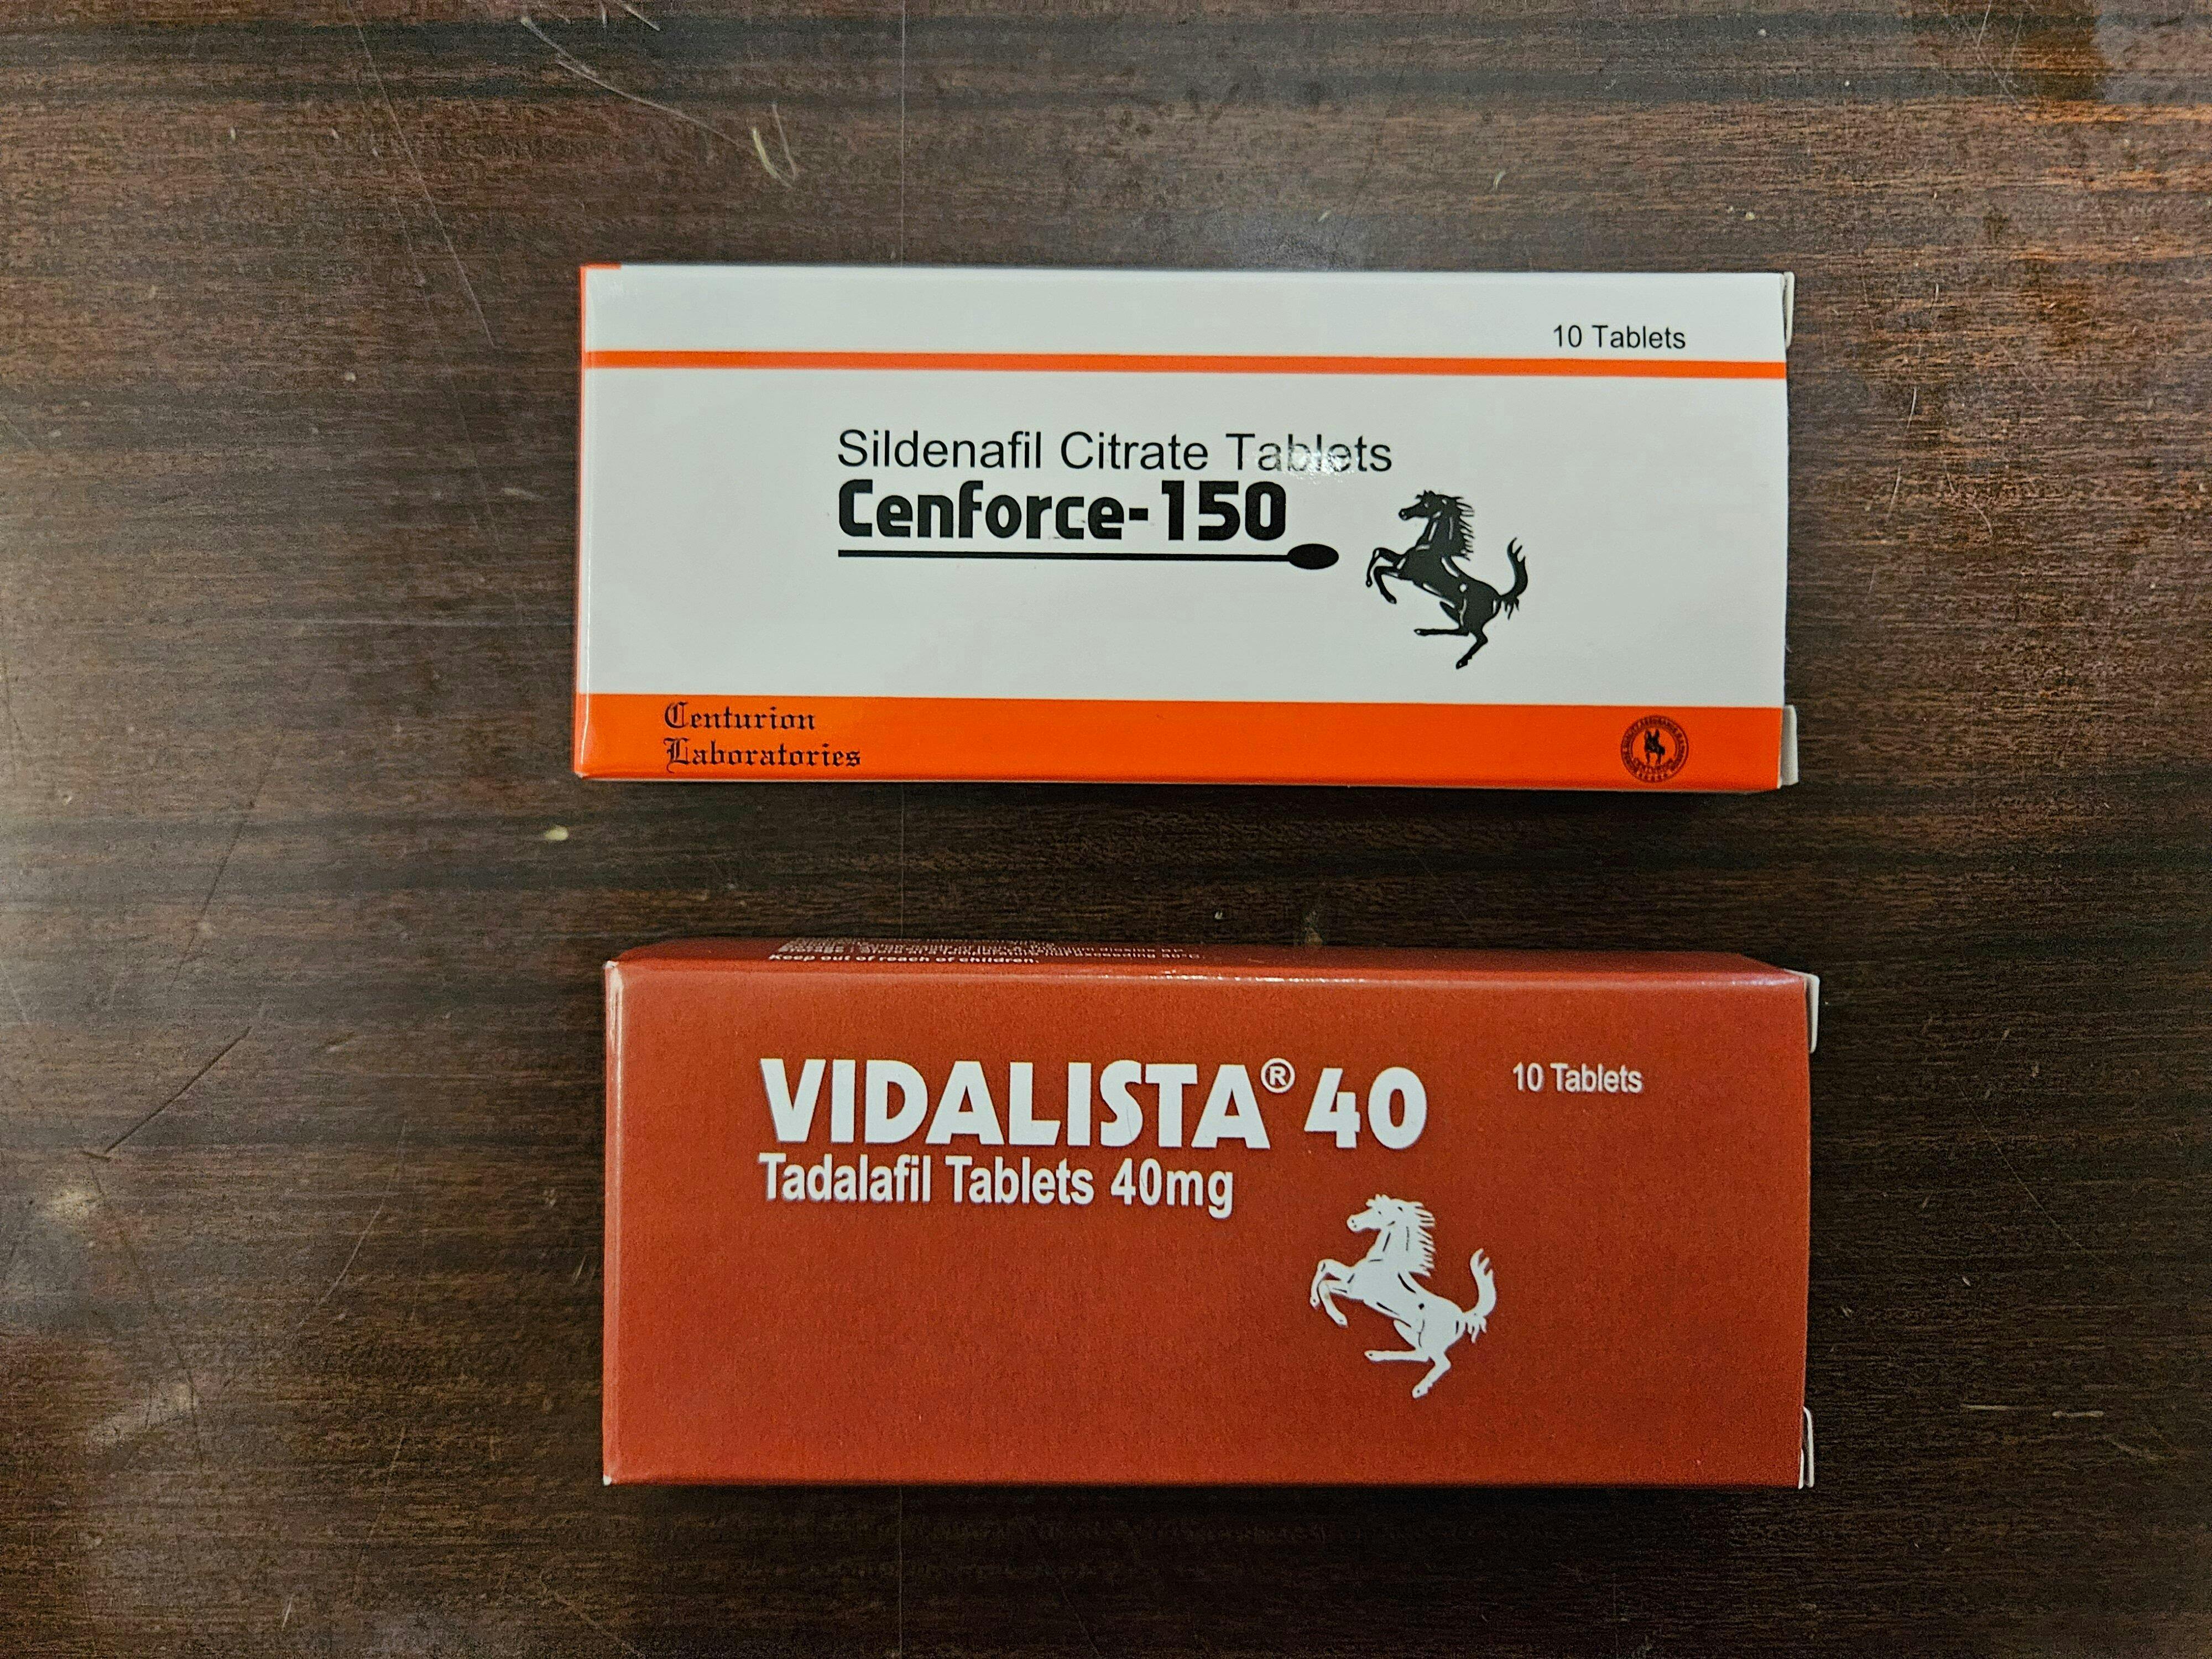 10 Tablets
Sildenafil Citrate Tablets
Cenforce-150
Centurion
Laboratories
Keep out of reach of children.
VIDALISTA® 40
10 Tablets
Tadalafil Tablets 40mg